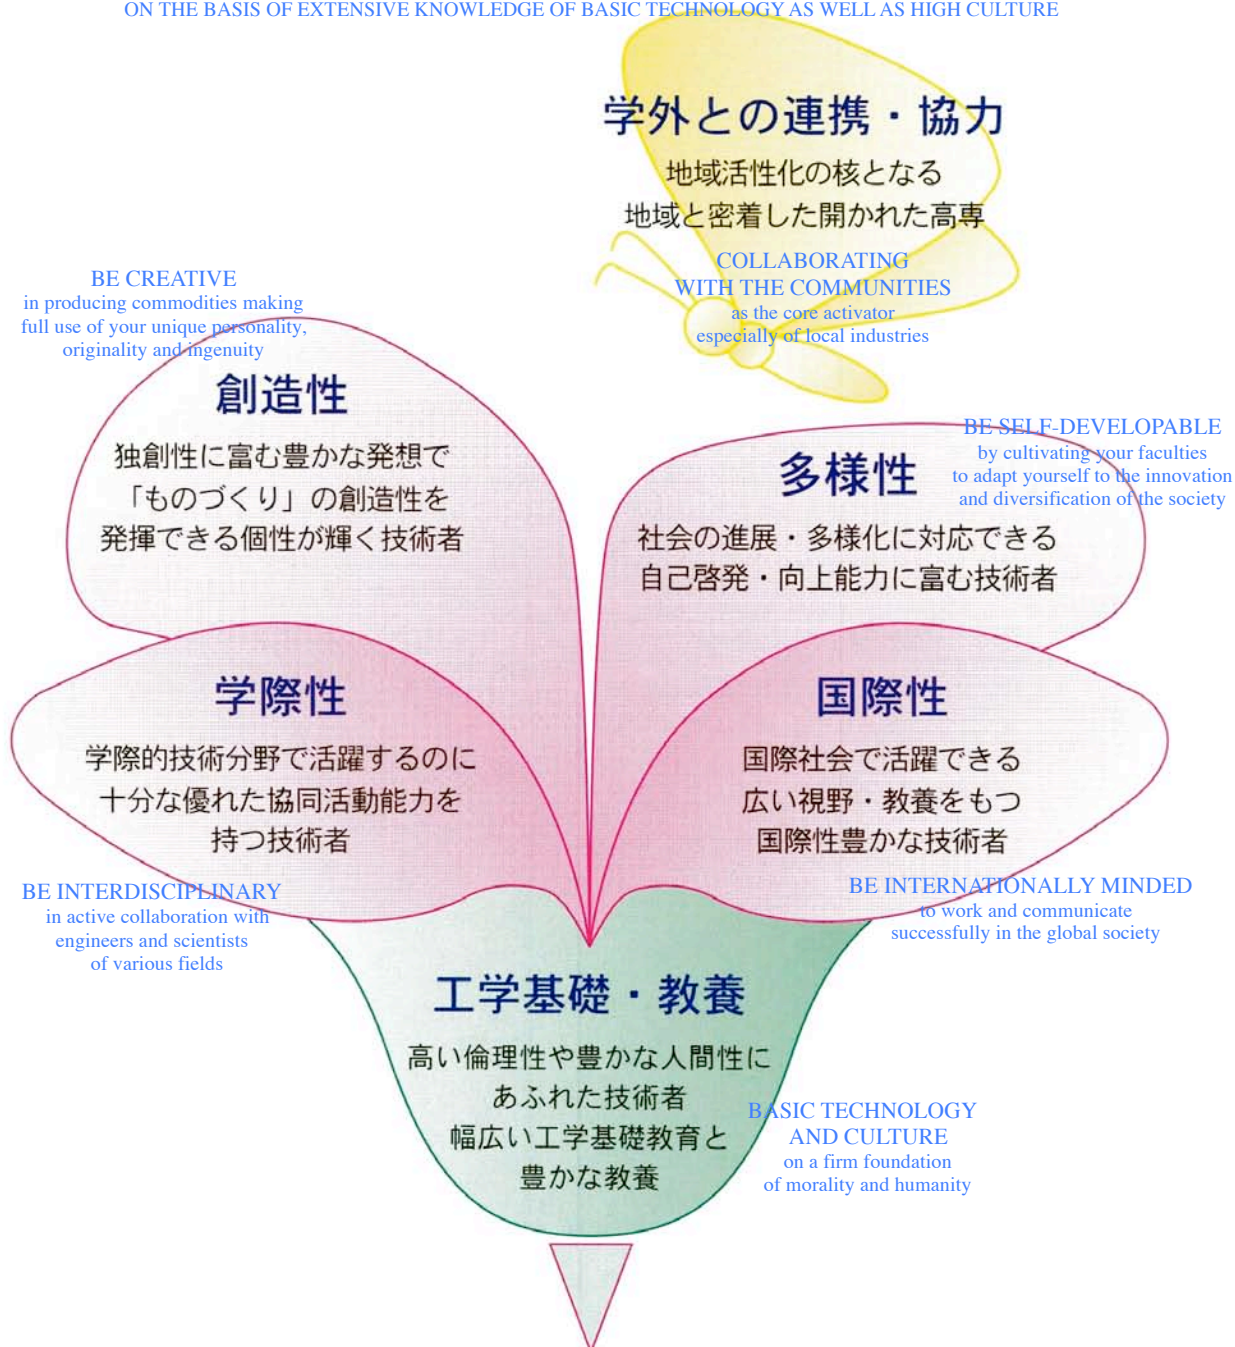 ON THE BASIS OF EXTENSIVE KNOWLEDGE OF BASIC TECHNOLOGY AS WELL AS HIGH CULTURE
学外との連携・協力
地域活性化の核となる
地域と密着した開かれた高専
COLLABORATING
WITH THE COMMUNITIES
as the core activator
especially of local industries
BE CREATIVE
in producing commodities making
full use of your unique personality,
originality and ingenuity
創造性
独創性に富む豊かな発想で
「ものづくり」の創造性を
発揮できる個性が輝く技術者
BE SELF-DEVELOPABLE
by cultivating your faculties
to adapt yourself to the innovation
and diversification of the society
多様性
社会の進展・多様化に対応できる
自己啓発・向上能力に富む技術者
学際性
学際的技術分野で活躍するのに
十分な優れた協同活動能力を
持つ技術者
BE INTERDISCIPLINARY
in active collaboration with
engineers and scientists
of various fields
国際性
国際社会で活躍できる
広い視野・教養をもつ
国際性豊かな技術者
BE INTERNATIONALLY MINDED
to work and communicate
successfully in the global society
工学基礎・教養
高い倫理性や豊かな人間性に
あふれた技術者
幅広い工学基礎教育と
豊かな教養
BASIC TECHNOLOGY
AND CULTURE
on a firm foundation
of morality and humanity